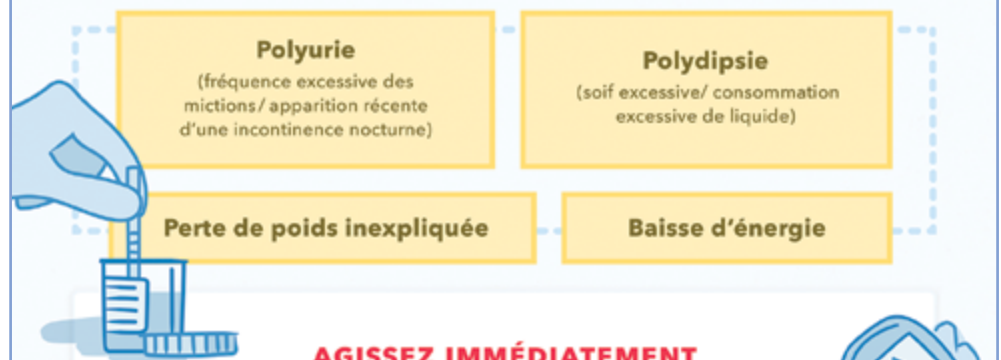 Polyurie
(fréquence excessive des
mictions/ apparition récente
d'une incontinence nocturne)
Polydipsie
(soif excessive/ consommation
excessive de liquide)
Perte de poids inexpliquée
Baisse d'énergie
AGISSEZ IMMÉDIATEMENT